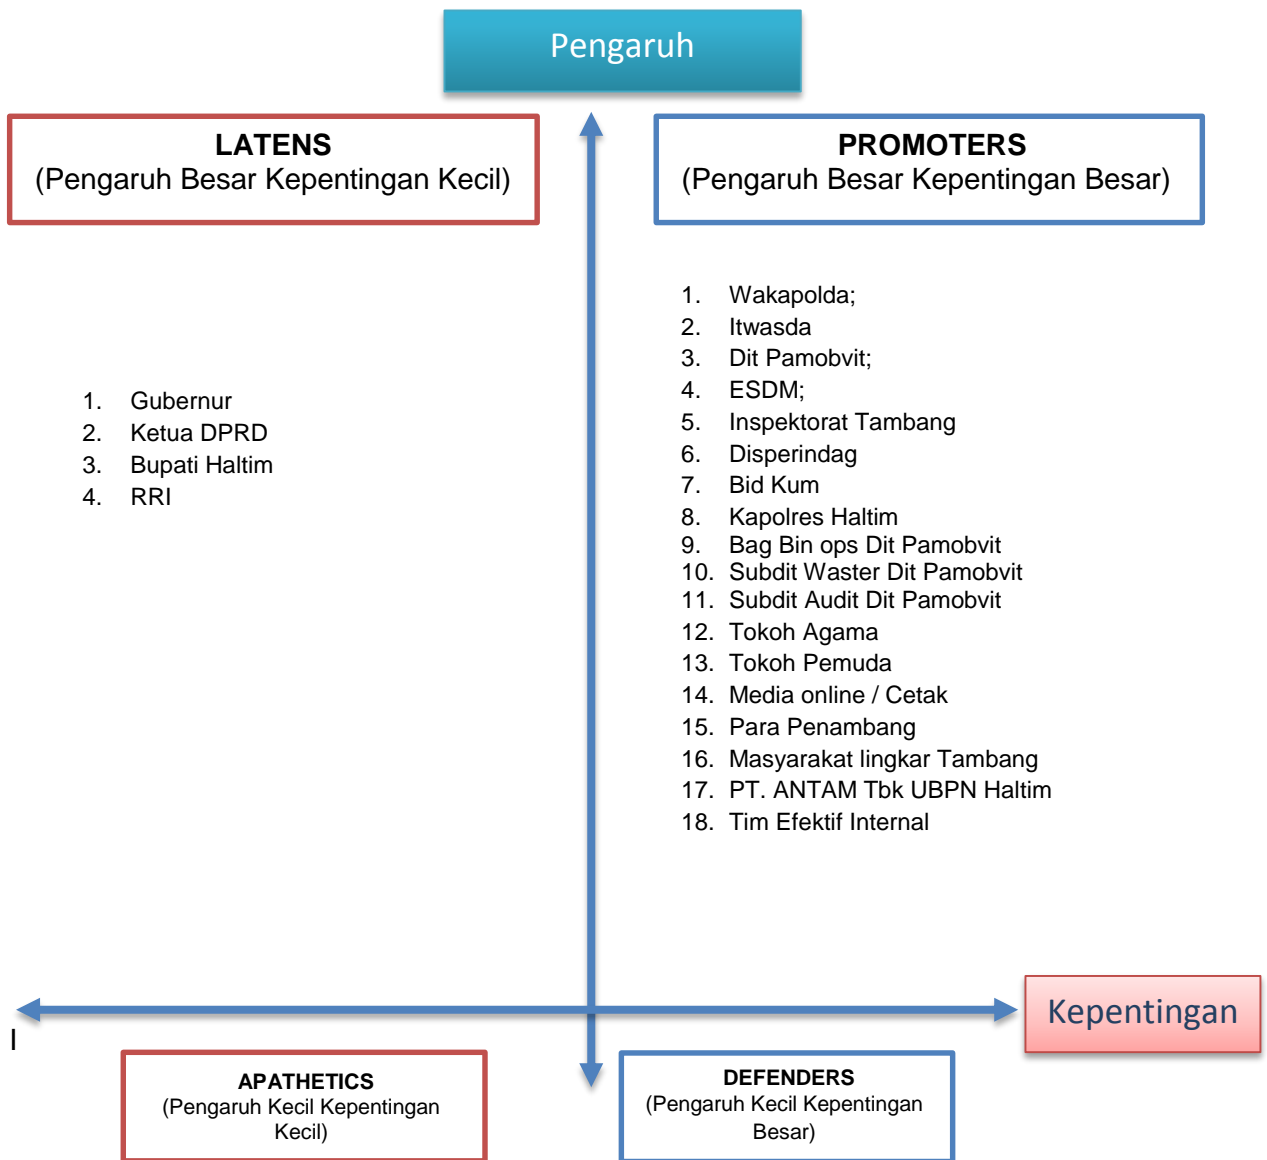 Pengaruh
LATENS
(Pengaruh Besar Kepentingan Kecil)
PROMOTERS
(Pengaruh Besar Kepentingan Besar)
1. Gubernur
2. Ketua DPRD
3. Bupati Haltim
4. RRI
1. Wakapolda;
2. Itwasda
3. Dit Pamobvit;
4. ESDM;
5. Inspektorat Tambang
6. Disperindag
7. Bid Kum
8. Kapolres Haltim
9. Bag Bin ops Dit Pamobvit
10. Subdit Waster Dit Pamobvit
11. Subdit Audit Dit Pamobvit
12. Tokoh Agama
13. Tokoh Pemuda
14. Media online / Cetak
15. Para Penambang
16. Masyarakat lingkar Tambang
17. PT. ANTAM Tbk UBPN Haltim
18. Tim Efektif Internal
Kepentingan
l
APATHETICS
(Pengaruh Kecil Kepentingan
Kecil)
DEFENDERS
(Pengaruh Kecil Kepentingan
Besar)